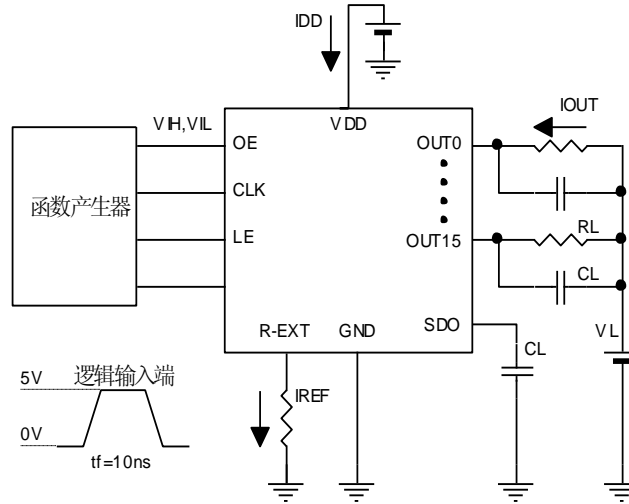 IDD
VIH,VIL
VDD
IOUT
OE
OUT0
CLK
函数产生器
LE
OUT15
RL
CL
R-EXT
GND
SDO
VL
CL
5V
逻辑输入端
IREF
0V
tf=10ns